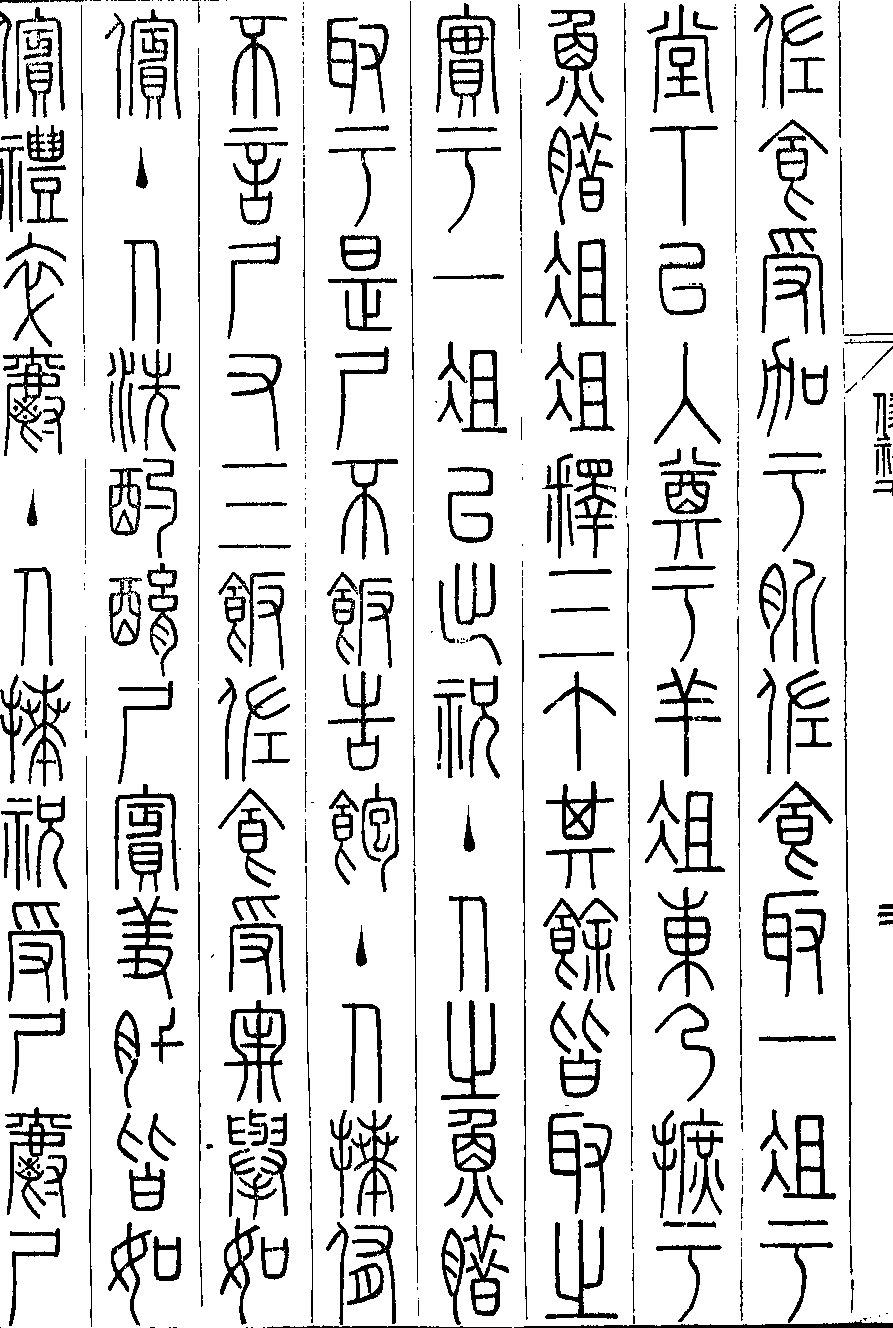 佐食受加于肵佐食取一俎于
堂下以入奠于羊俎東乃摭于
魚腊俎俎釋三个其餘皆取之
實于一俎以出祝主人之魚腊
取于是尸不飯告飽主人拜侑
不言尸又三飯佐食受牢舉如
儐主人洗酌酳尸賓羞肝皆如
儐禮卒爵主人拜祝受尸爵尸